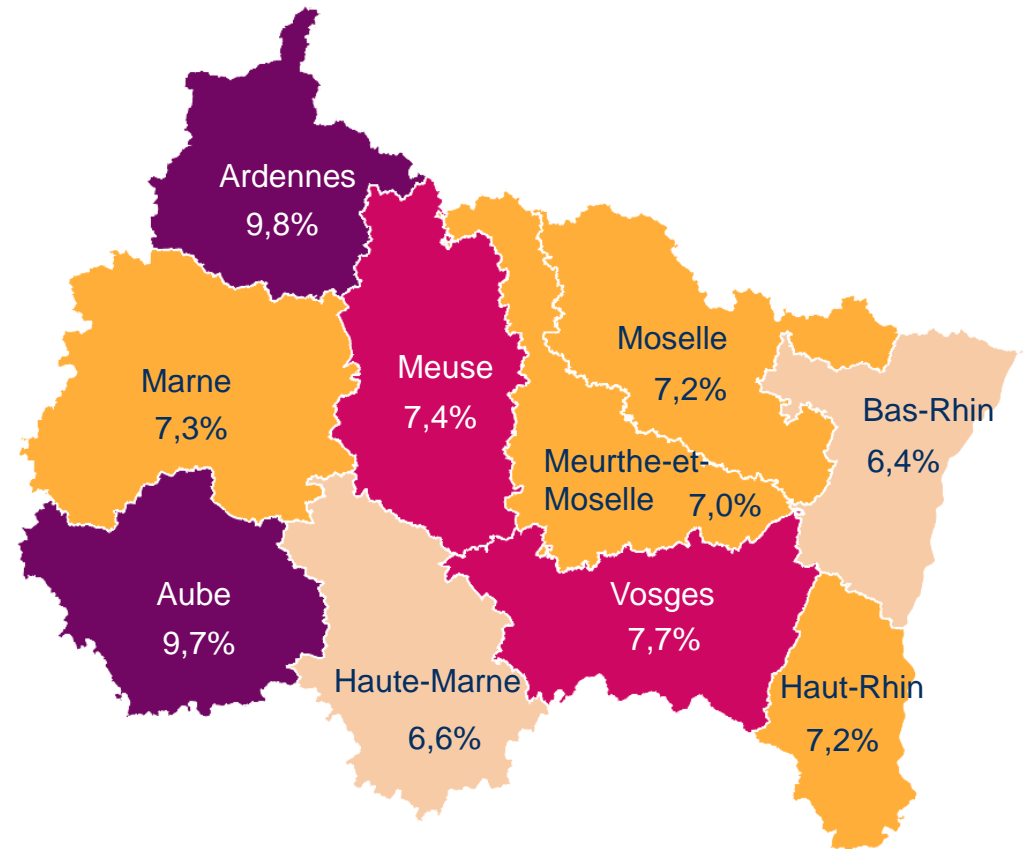 Ardennes
9,8%
Moselle
7,2%
Meuse
7,4%
Marne
7,3%
Bas-Rhin
6,4%
Meurthe-et-
Moselle 7,0%
Aube
9,7%
Vosges
7,7%
Haute-Marne
6,6%
Haut-Rhin
7,2%